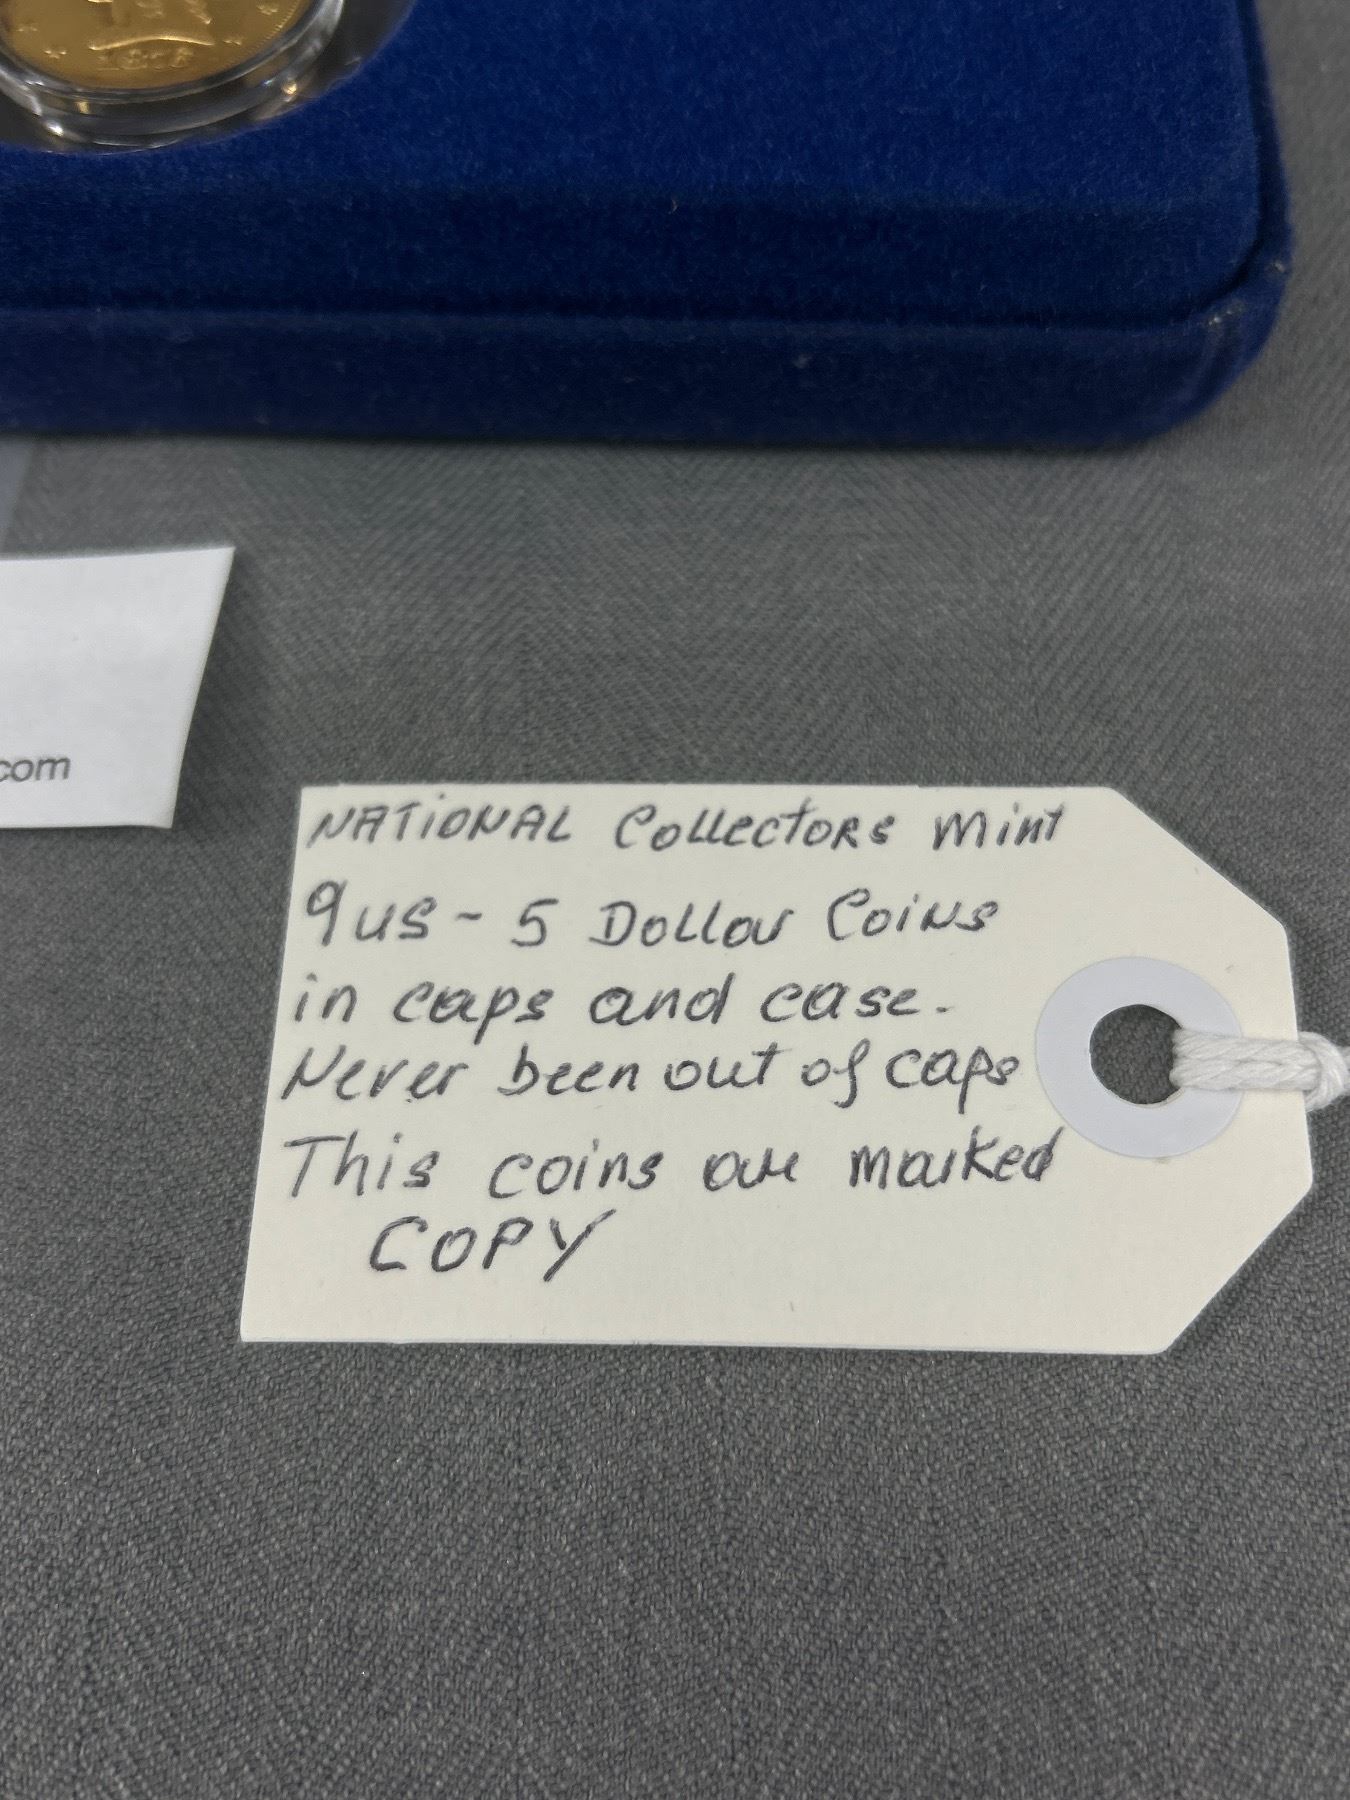 com
NATIONAL Collectors Mint
9 us - 5 Dollar Coins
in caps and case.
Never been out of caps
This coins are marked
COPY